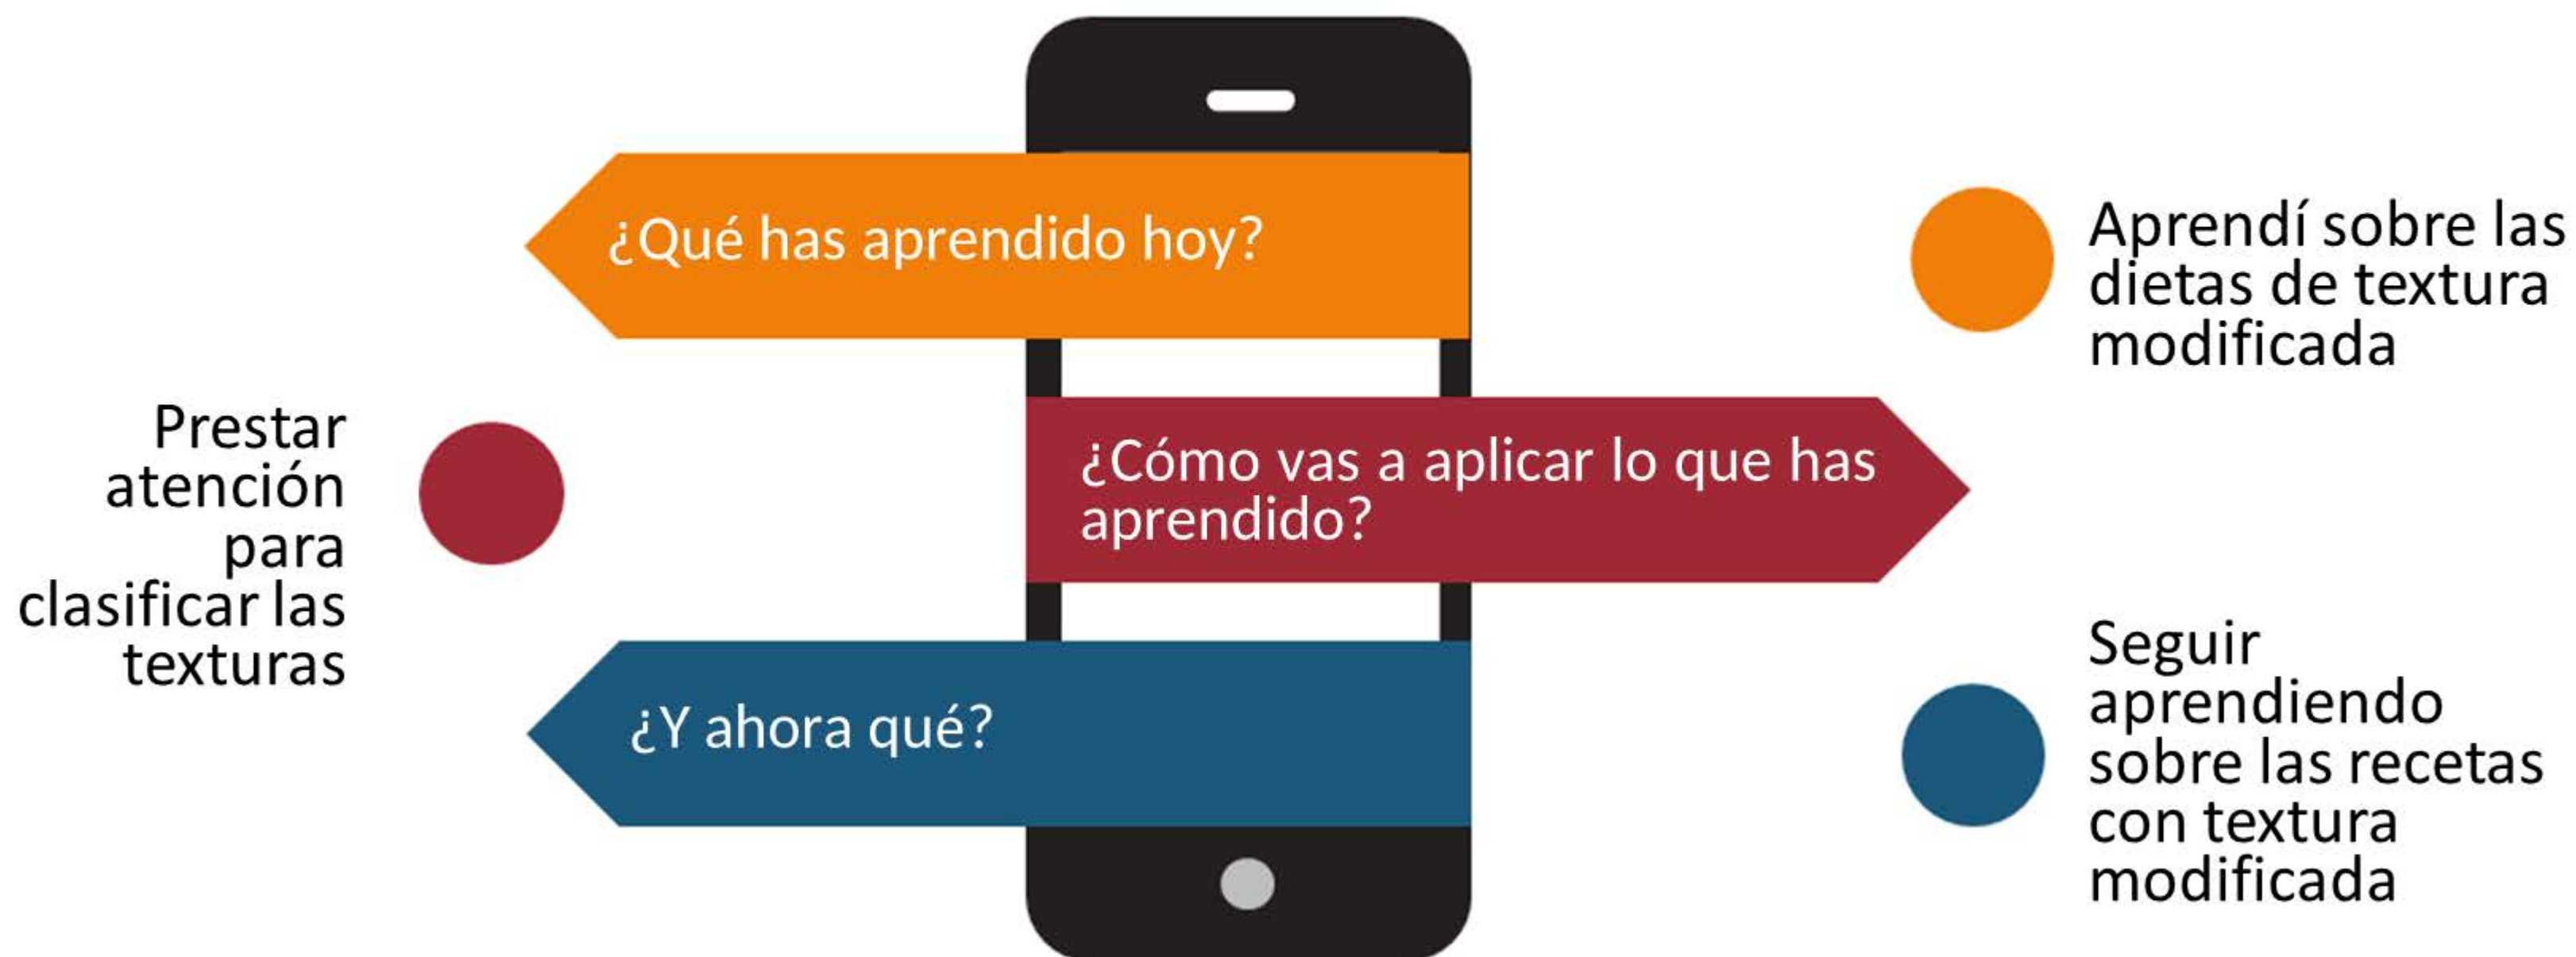 ¿Qué has aprendido hoy?
Aprendí sobre las
dietas de textura
modificada
¿Cómo vas a aplicar lo que has
aprendido?
Prestar
atención
para
clasificar las
texturas
¿Y ahora qué?
Seguir
aprendiendo
sobre las recetas
con textura
modificada